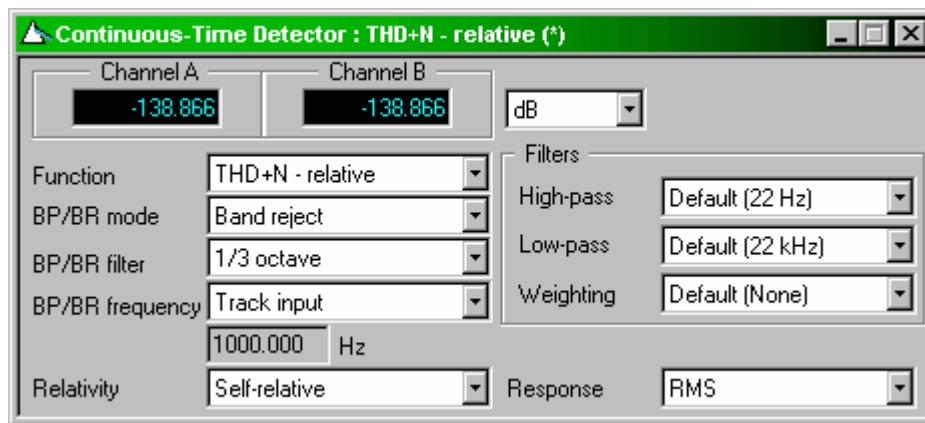 Continuous-Time Detector : THD+N - relative (*)
Channel A
Channel B
-138.866
-138.866
dB
Function
THD+N - relative
BP/BR mode
Band reject
BP/BR filter
1/3 octave
BP/BR frequency
Track input
1000.000
Hz
Relativity
Self-relative
Filters
High-pass
Default (22 Hz)
Low-pass
Default (22 kHz)
Weighting
Default (None)
Response
RMS